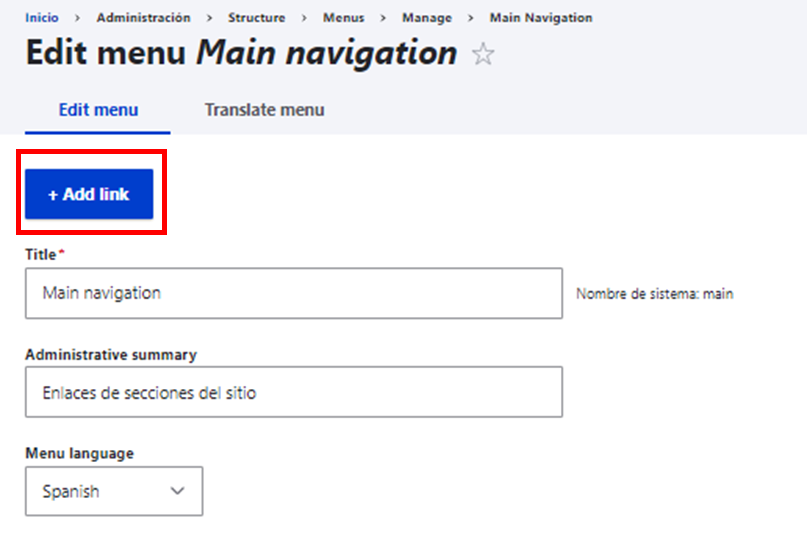 Inicio > Administración > Structure > Menus > Manage > Main Navigation
Edit menu Main navigation ☆
Edit menu Translate menu
+ Add link
Title*
Main navigation Nombre de sistema: main
Administrative summary
Enlaces de secciones del sitio
Menu language
Spanish